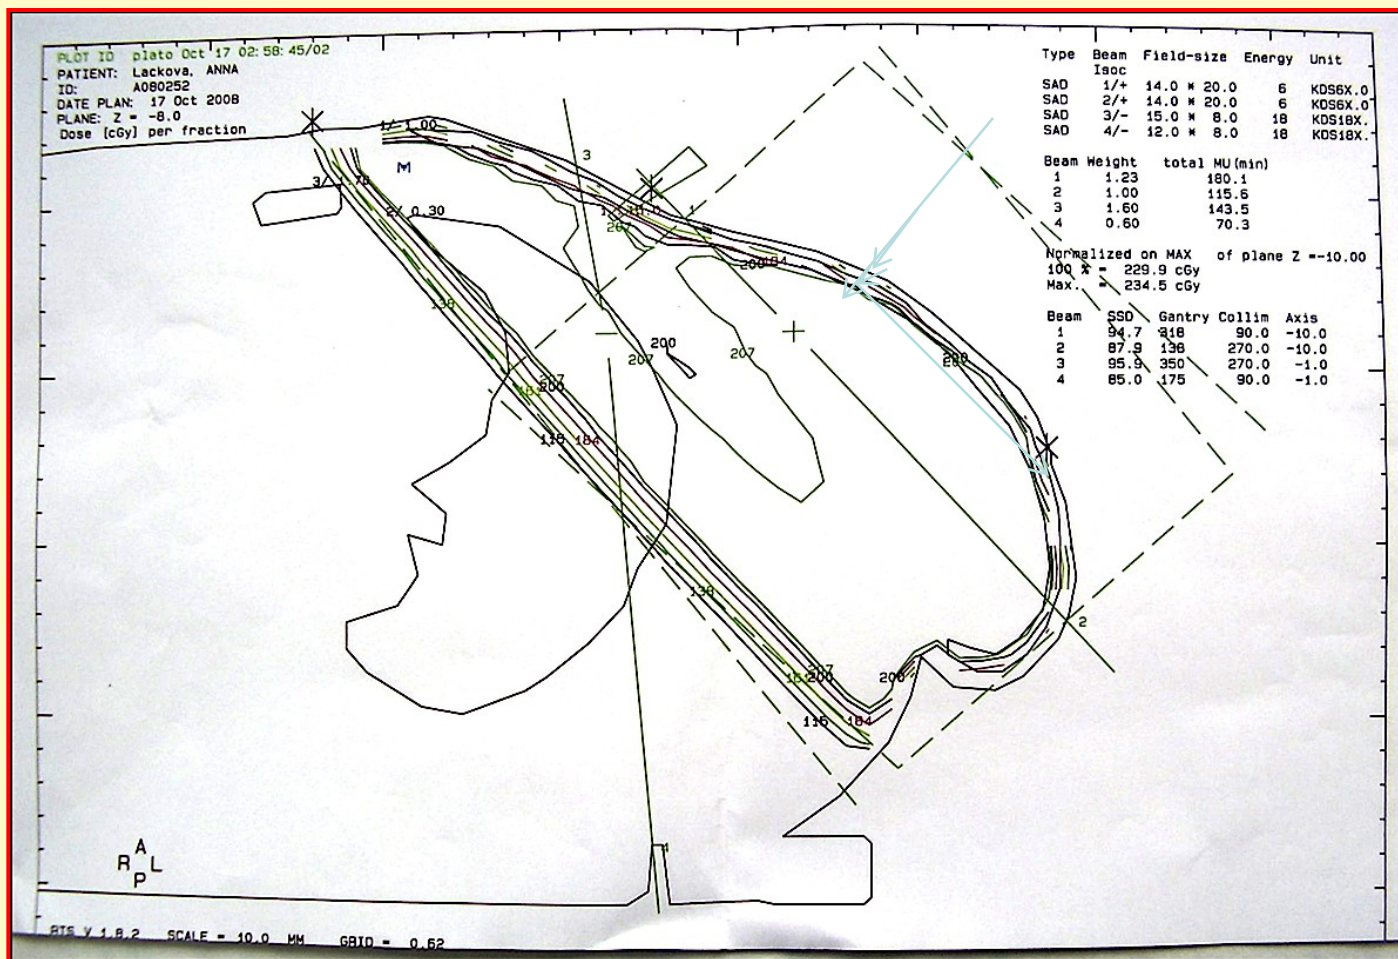 PLOT ID plato Oct 17 02:58:45/02
PATIENT: Lackova, ANNA
ID: A080252
DATE PLAN: 17 Oct 2008
PLANE: Z = -8.0
Dose [cGy] per fraction
Type Beam Field-size Energy Unit
Isoc
SAD 1/+ 14.0 * 20.0 6 KDS6X.0
SAD 2/+ 14.0 * 20.0 6 KDS6X.0
SAD 3/- 15.0 * 8.0 18 KDS18X.
SAD 4/- 12.0 * 8.0 18 KDS18X.
Beam Weight total MU(min)
1 1.23 180.1
2 1.00 115.6
3 1.60 143.5
4 0.60 70.3
Normalized on MAX of plane Z =-10.00
100 % = 229.9 cGy
Max. = 234.5 cGy
Beam SSD Gantry Collim Axis
1 94.7 318 90.0 -10.0
2 87.9 138 270.0 -10.0
3 95.9 350 270.0 -1.0
4 85.0 175 90.0 -1.0
1/ 1.00
3
M
2/ 0.30
1
207
200
184
138
200
207
207
200
207
200
115
184
138
2
207
200
200
115
184
4
A
R L
P
RTS V 1.8.2 SCALE = 10.0 MM GRID = 0.62